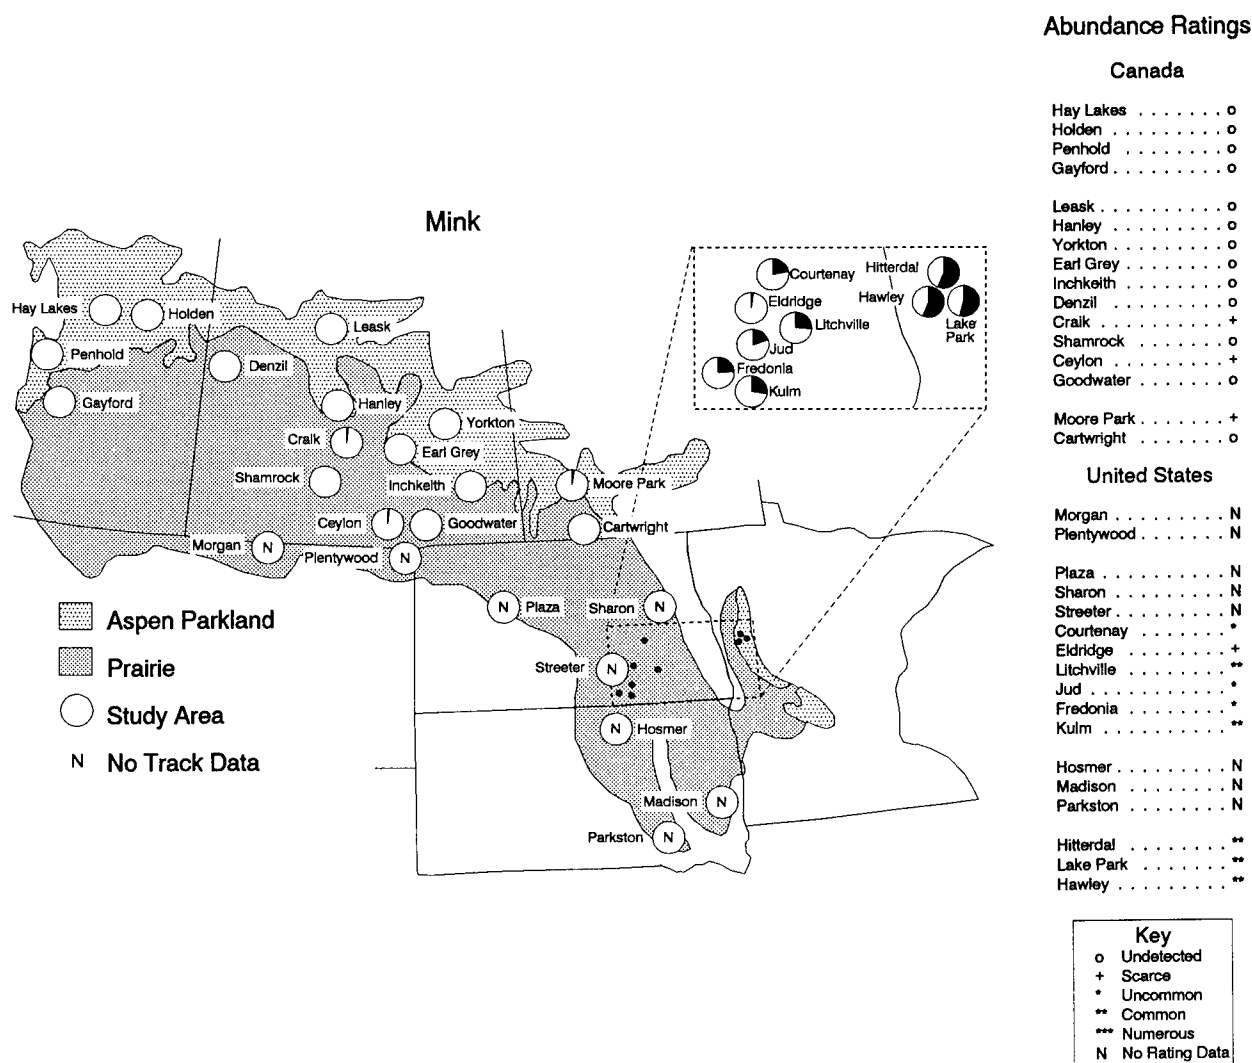 Mink
Hay Lakes
Holden
Leask
Penhold
Denzil
Gayford
Hanley
Yorkton
Craik
Earl Grey
Shamrock
Inchkeith
Moore Park
Ceylon
Goodwater
Cartwright
Morgan
N
Plentywood
N
N
Plaza
Sharon
N
Streeter
N
N
Hosmer
Madison
N
Parkston
N
Courtenay
Hitterdal
Eldridge
Hawley
Litchville
Lake
Park
Jud
Fredonia
Kulm
Aspen Parkland
Prairie
Study Area
N No Track Data
Abundance Ratings
Canada
Hay Lakes . . . . . . . o
Holden . . . . . . . . . o
Penhold . . . . . . . . o
Gayford . . . . . . . . . o
Leask . . . . . . . . . . o
Hanley . . . . . . . . . o
Yorkton . . . . . . . . . o
Earl Grey . . . . . . . . o
Inchkeith . . . . . . . . o
Denzil . . . . . . . . . o
Craik . . . . . . . . . . +
Shamrock . . . . . . . o
Ceylon . . . . . . . . . +
Goodwater . . . . . . . o
Moore Park . . . . . . . +
Cartwright . . . . . . . o
United States
Morgan . . . . . . . . . N
Plentywood . . . . . . . N
Plaza . . . . . . . . . . N
Sharon . . . . . . . . . N
Streeter . . . . . . . . . N
Courtenay . . . . . . . *
Eldridge . . . . . . . . +
Litchville . . . . . . . . **
Jud . . . . . . . . . . . *
Fredonia . . . . . . . . *
Kulm . . . . . . . . . . **
Hosmer . . . . . . . . . N
Madison . . . . . . . . N
Parkston . . . . . . . . N
Hitterdal . . . . . . . . **
Lake Park . . . . . . . **
Hawley . . . . . . . . . **
Key
o Undetected
+ Scarce
* Uncommon
** Common
*** Numerous
N No Rating Data